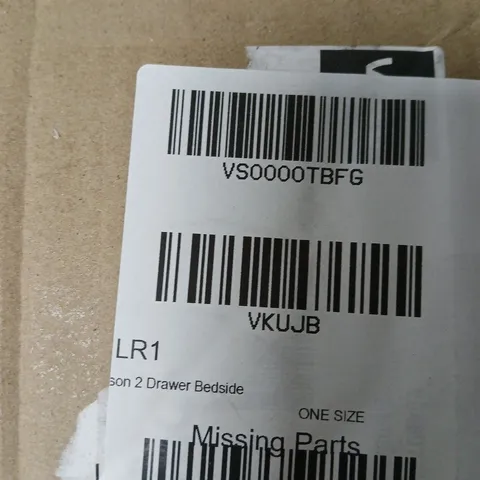 VS0000TBFG
VKUJB
LR1
son 2 Drawer Bedside
ONE SIZE
Missing Parts